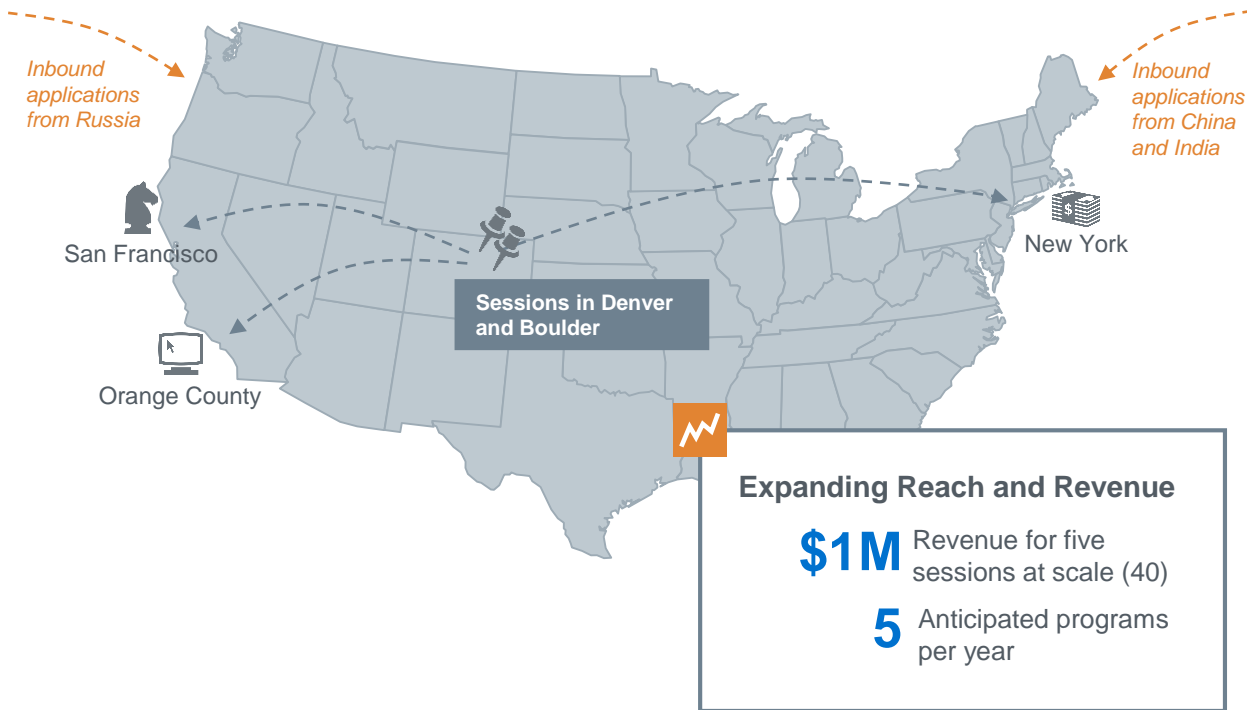 Inbound
applications
from Russia
Inbound
applications
from China
and India
San Francisco
$
New York
Sessions in Denver
and Boulder
Orange County
Expanding Reach and Revenue
$1M
Revenue for five
sessions at scale (40)
5
Anticipated programs
per year